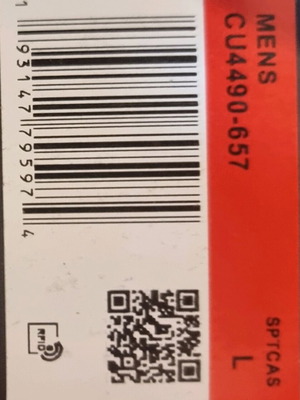 MENS
CU4490-657
SPTCAS
L
1 93147 79597 4
RFID